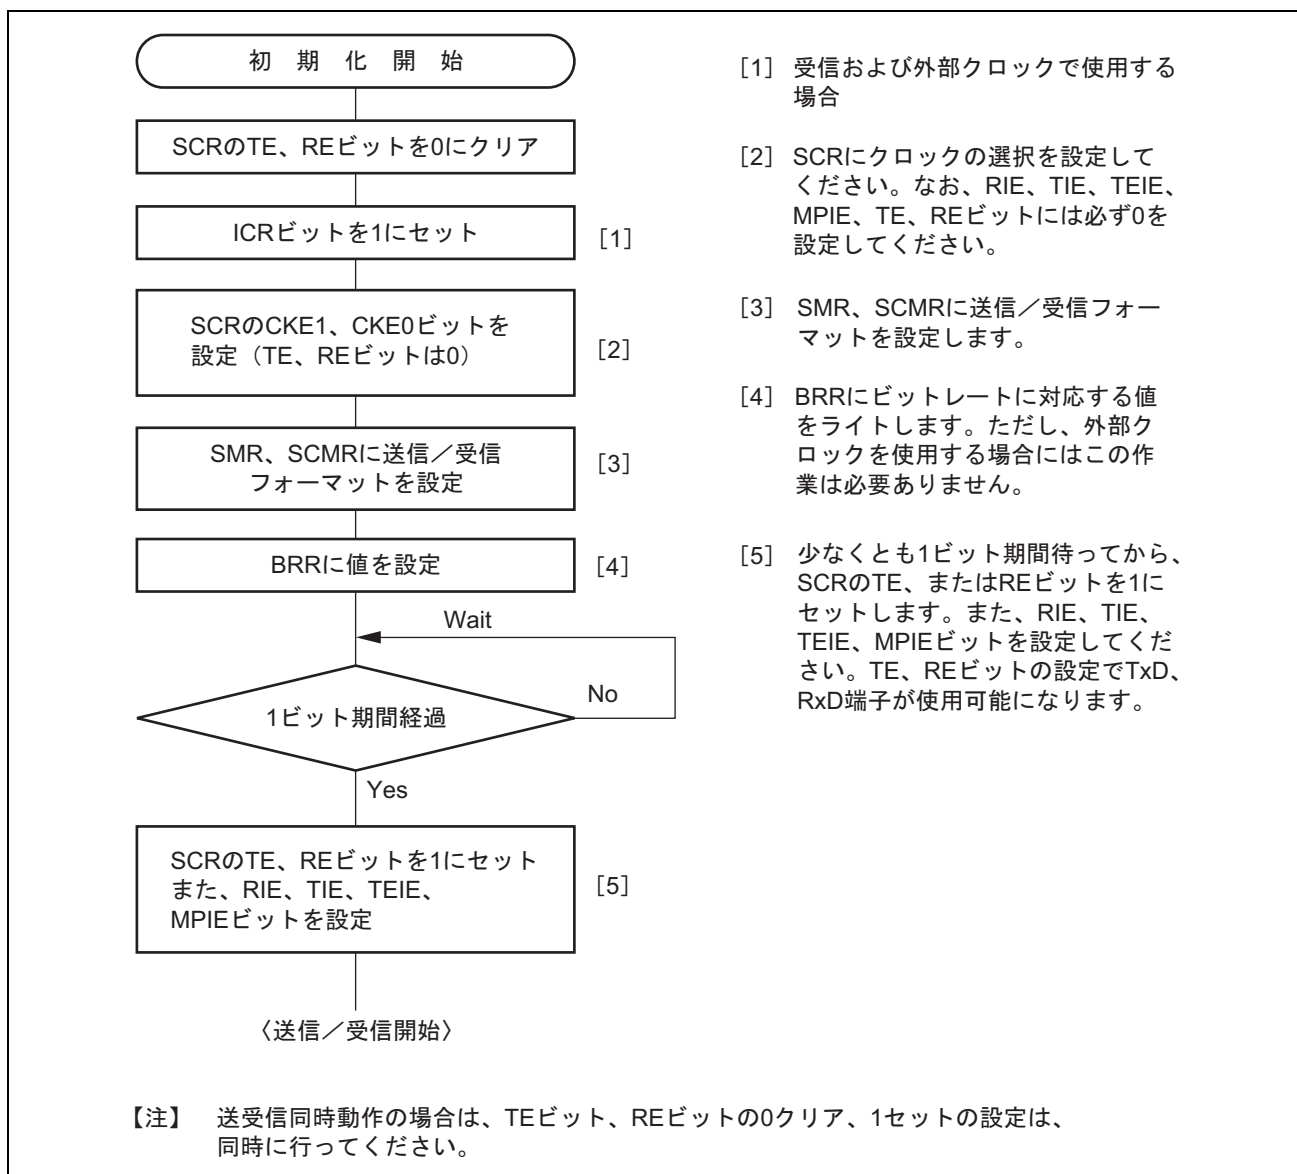 初期化開始
SCRのTE、REビットを0にクリア
ICRビットを1にセット
[1]
SCRのCKE1、CKE0ビットを
設定（TE、REビットは0）
[2]
SMR、SCMRに送信／受信
フォーマットを設定
[3]
BRRに値を設定
[4]
Wait
1ビット期間経過
No
Yes
SCRのTE、REビットを1にセット
また、RIE、TIE、TEIE、
MPIEビットを設定
[5]
〈送信／受信開始〉
[1] 受信および外部クロックで使用する
場合
[2] SCRにクロックの選択を設定して
ください。なお、RIE、TIE、TEIE、
MPIE、TE、REビットには必ず0を
設定してください。
[3] SMR、SCMRに送信／受信フォー
マットを設定します。
[4] BRRにビットレートに対応する値
をライトします。ただし、外部ク
ロックを使用する場合にはこの作
業は必要ありません。
[5] 少なくとも1ビット期間待ってから、
SCRのTE、またはREビットを1に
セットします。また、RIE、TIE、
TEIE、MPIEビットを設定してくだ
さい。TE、REビットの設定でTxD、
RxD端子が使用可能になります。
【注】 送受信同時動作の場合は、TEビット、REビットの0クリア、1セットの設定は、
同時に行ってください。